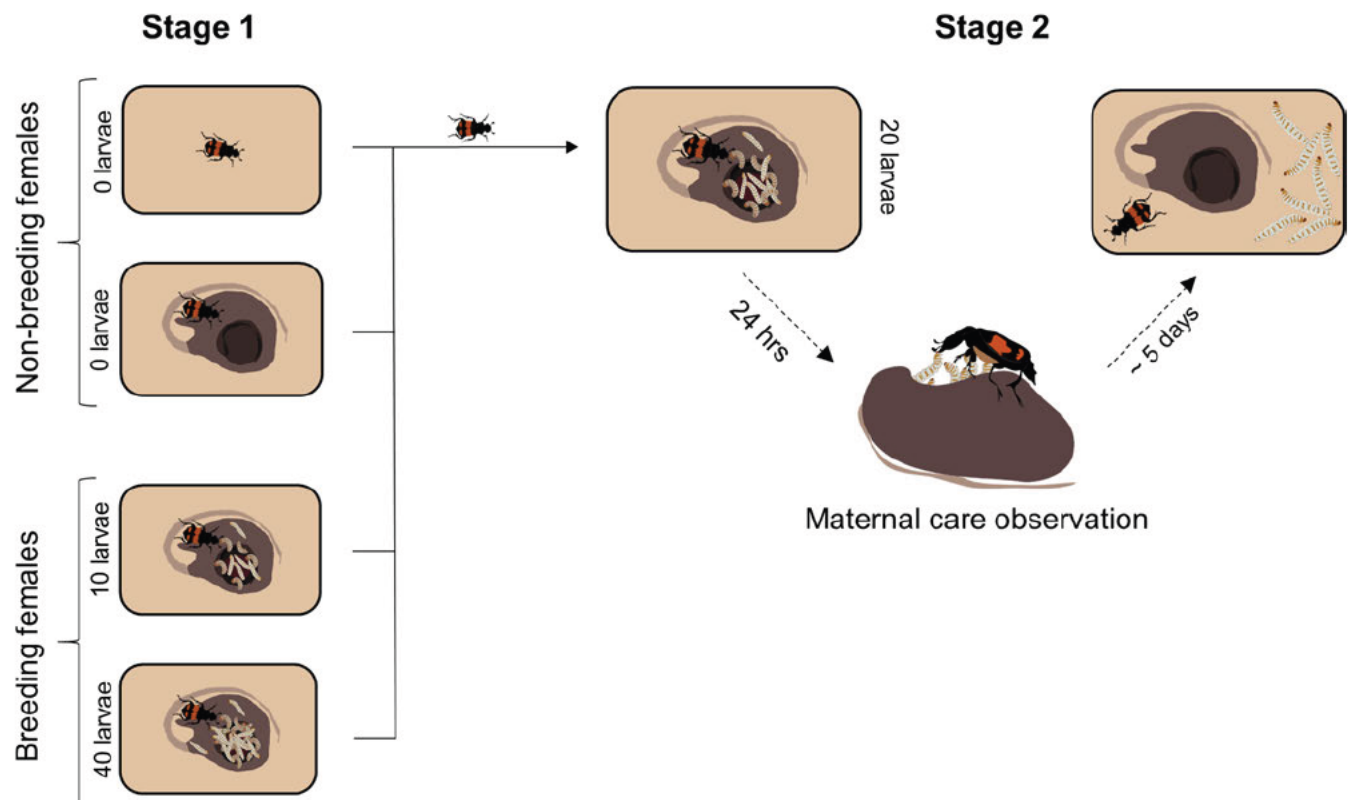 Stage 1
Stage 2
Non-breeding females
0 larvae
0 larvae
Breeding females
10 larvae
40 larvae
20 larvae
24 hrs
~ 5 days
Maternal care observation